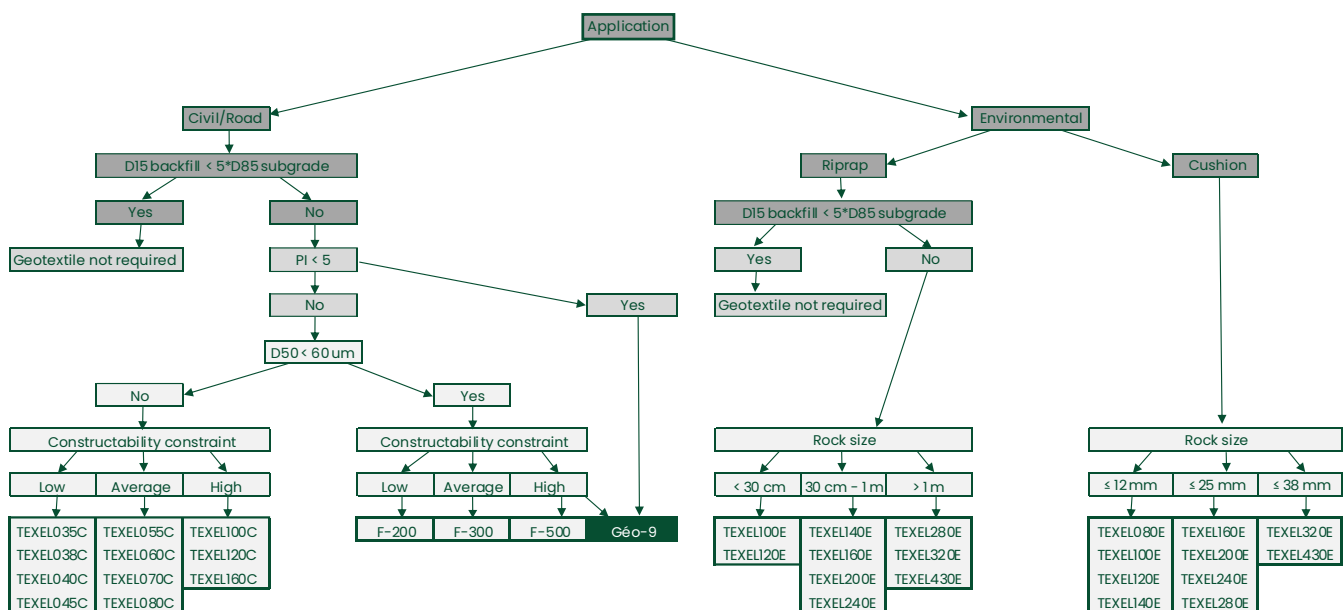 Application
Civil/Road
Environmental
D15 backfill < 5*D85 subgrade
Riprap
Cushion
Yes
No
D15 backfill < 5*D85 subgrade
Geotextile not required
PI < 5
Yes
No
No
Yes
Geotextile not required
D50 < 60 um
No
Yes
Constructability constraint
Constructability constraint
Rock size
Rock size
Low
Average
High
Low
Average
High
< 30 cm
30 cm - 1 m
> 1 m
≤ 12 mm
≤ 25 mm
≤ 38 mm
TEXEL035C
TEXEL038C
TEXEL040C
TEXEL045C
TEXEL055C
TEXEL060C
TEXEL070C
TEXEL080C
TEXEL100C
TEXEL120C
TEXEL160C
F-200
F-300
F-500
Géo-9
TEXEL100E
TEXEL120E
TEXEL140E
TEXEL160E
TEXEL200E
TEXEL240E
TEXEL280E
TEXEL320E
TEXEL430E
TEXEL080E
TEXEL100E
TEXEL120E
TEXEL140E
TEXEL160E
TEXEL200E
TEXEL240E
TEXEL280E
TEXEL320E
TEXEL430E